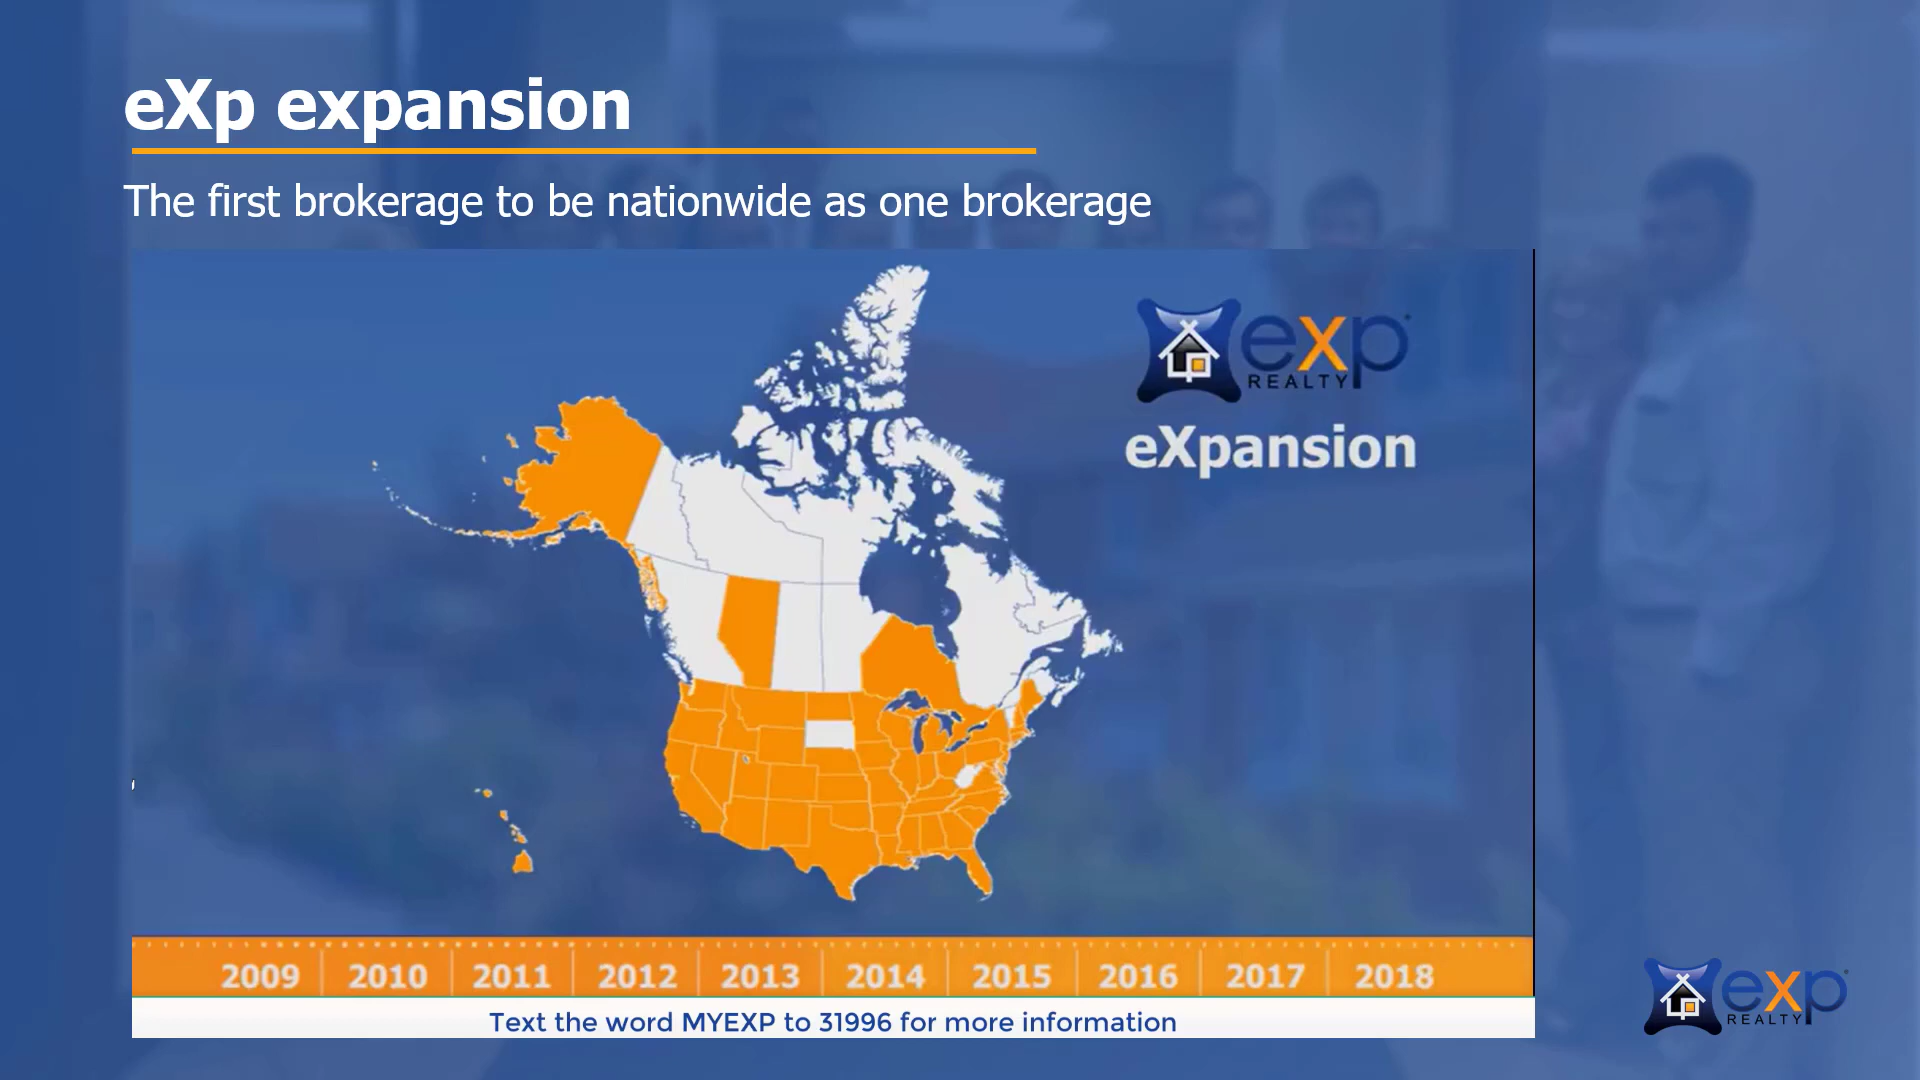 eXp expansion
The first brokerage to be nationwide as one brokerage
exp
REALTY
eXpansion
2009 2010 2011 2012 2013 2014 2015 2016 2017 2018
Text the word MYEXP to 31996 for more information
exp
REALTY